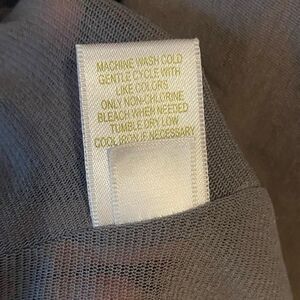 MACHINE WASH COLD
GENTLE CYCLE WITH
LIKE COLORS
ONLY NON-CHLORINE
BLEACH WHEN NEEDED
TUMBLE DRY LOW
COOL IRON IF NECESSARY